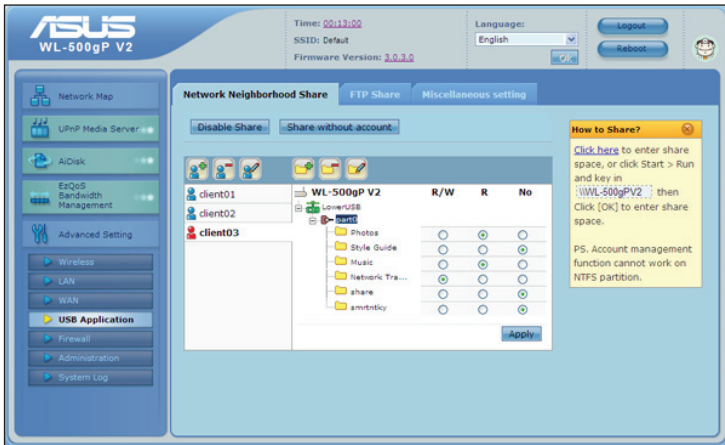 ASUS
WL-500gP V2
Time: 00:13:00
SSID: Default
Firmware Version: 3.0.3.0
Language:
English
OK
Logout
Reboot
Network Map
UPnP Media Server
AiDisk
EzQoS
Bandwidth
Management
Advanced Setting
Wireless
LAN
WAN
USB Application
Firewall
Administration
System Log
Network Neighborhood Share
FTP Share
Miscellaneous setting
Disable Share
Share without account
client01
client02
client03
WL-500gP V2 R/W R No
LowerUSB
part0
Photos
Style Guide
Music
Network Tra...
share
smrtntky
Apply
How to Share?
Click here to enter share
space, or click Start > Run
and key in
\\WL-500gPV2 then
Click [OK] to enter share
space.
PS. Account management
function cannot work on
NTFS partition.